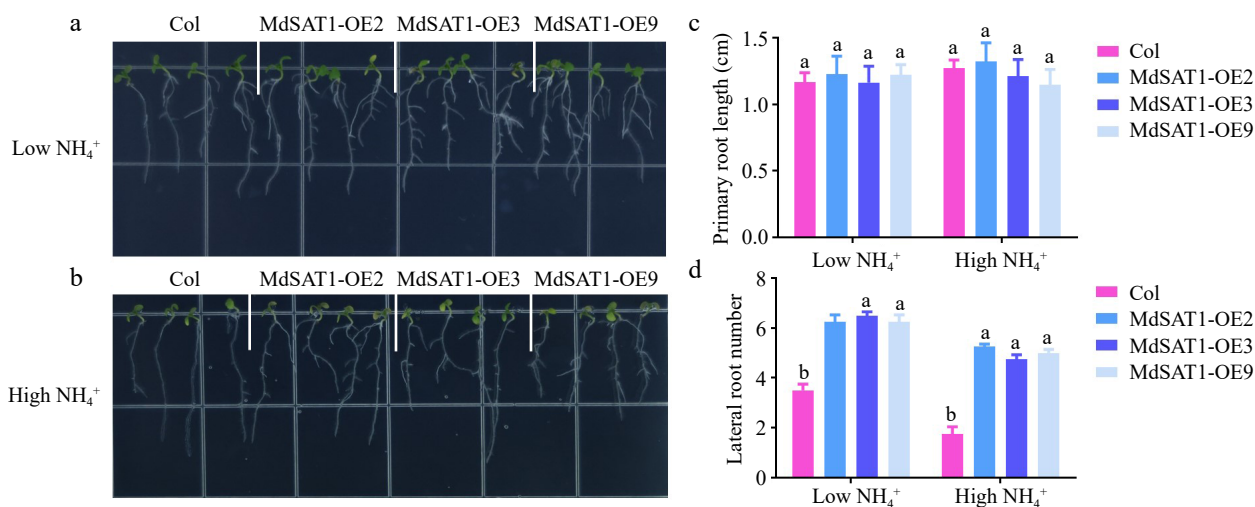 a
Col MdSAT1-OE2 MdSAT1-OE3 MdSAT1-OE9
Low NH₄⁺
b
Col MdSAT1-OE2 MdSAT1-OE3 MdSAT1-OE9
High NH₄⁺
c
Primary root length (cm)
1.5
1.0
0.5
0.0
a a a a a a a a
Low NH₄⁺ High NH₄⁺
Col
MdSAT1-OE2
MdSAT1-OE3
MdSAT1-OE9
d
Lateral root number
8
6
4
2
0
b a a b a a a
Low NH₄⁺ High NH₄⁺
Col
MdSAT1-OE2
MdSAT1-OE3
MdSAT1-OE9